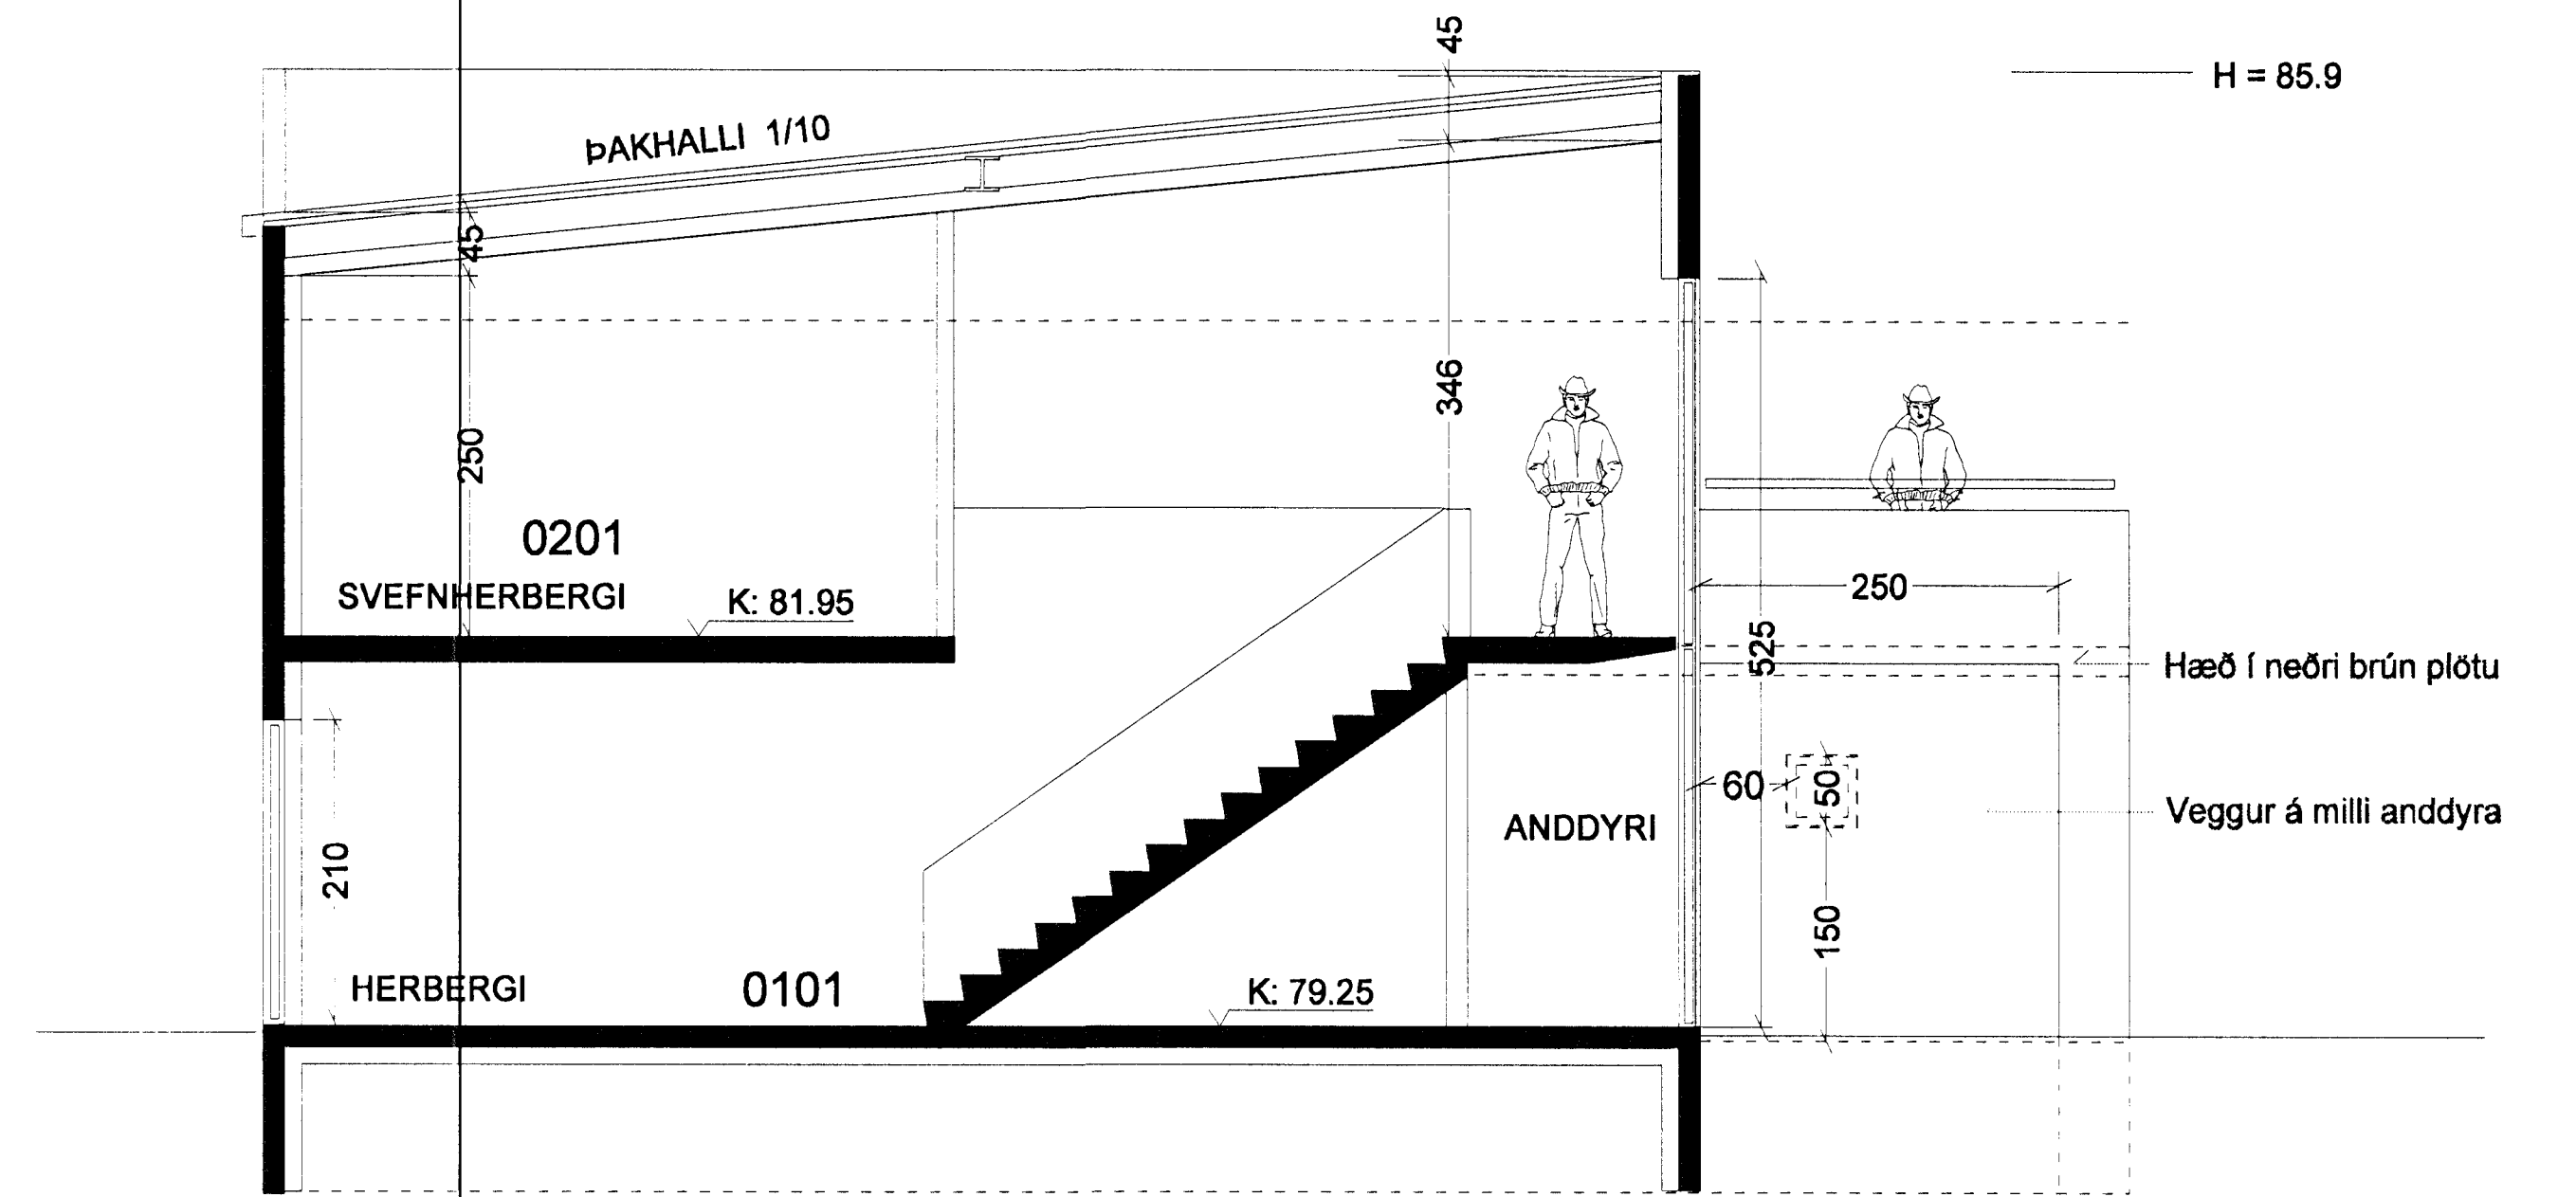 45
H = 85.9
ÞAKHALLI 1/10
45
346
250
0201
SVEFNHERBERGI
K: 81.95
250
525
Hæð í neðri brún plötu
60
50
ANDDYRI
Veggur á milli anddyra
210
150
HERBERGI
0101
K: 79.25